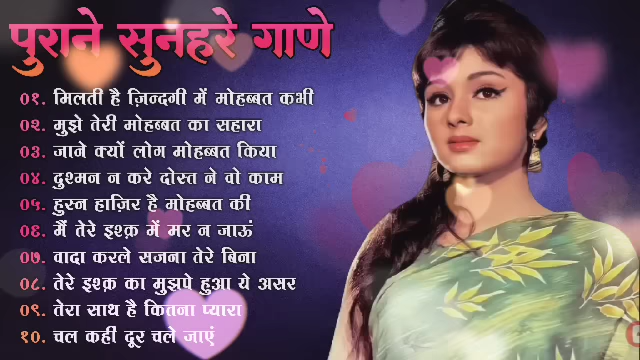 पुराने सुनहरे गाणे
०१. मिलती है ज़िन्दगी में मोहब्बत कभी
०२. मुझे तेरी मोहब्बत का सहारा
०३. जाने क्यों लोग मोहब्बत किया
०४. दुश्मन न करे दोस्त ने वो काम
०५. हुस्न हाज़िर है मोहब्बत की
०६. मैं तेरे इश्क़ में मर न जाऊं
०७. वादा करले सजना तेरे बिना
०८. तेरे इश्क़ का मुझपे हुआ ये असर
०९. तेरा साथ है कितना प्यारा
१०. चल कहीं दूर चले जाएं